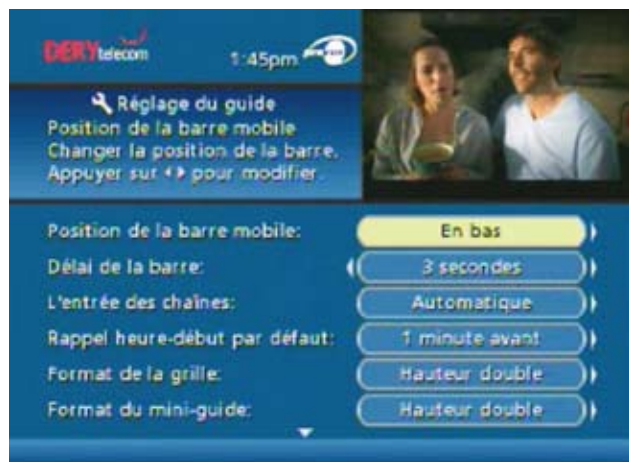 DERYtelecom
1:45pm
Réglage du guide
Position de la barre mobile
Changer la position de la barre.
Appuyer sur ◂▸ pour modifier.
Position de la barre mobile: En bas
Délai de la barre: 3 secondes
L'entrée des chaînes: Automatique
Rappel heure-début par défaut: 1 minute avant
Format de la grille: Hauteur double
Format du mini-guide: Hauteur double